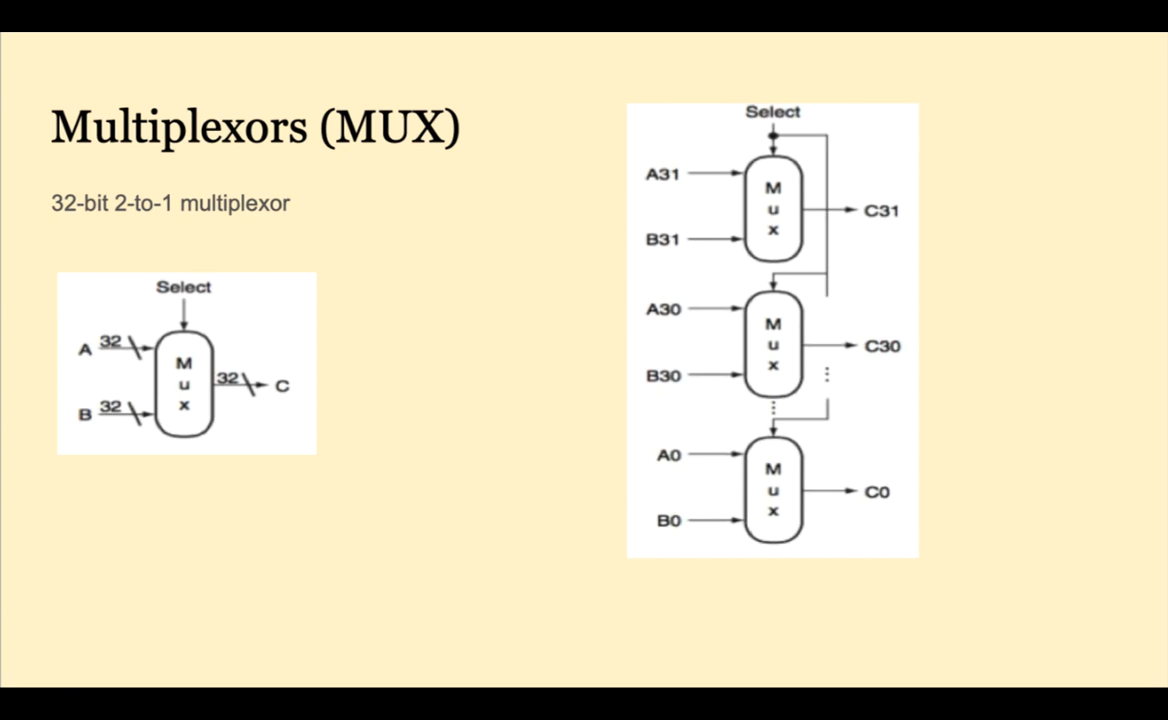 Multiplexors (MUX)
32-bit 2-to-1 multiplexor
Select
A 32
M
u
x
32 C
B 32
Select
A31
M
u
x
C31
B31
A30
M
u
x
C30
B30
A0
M
u
x
C0
B0